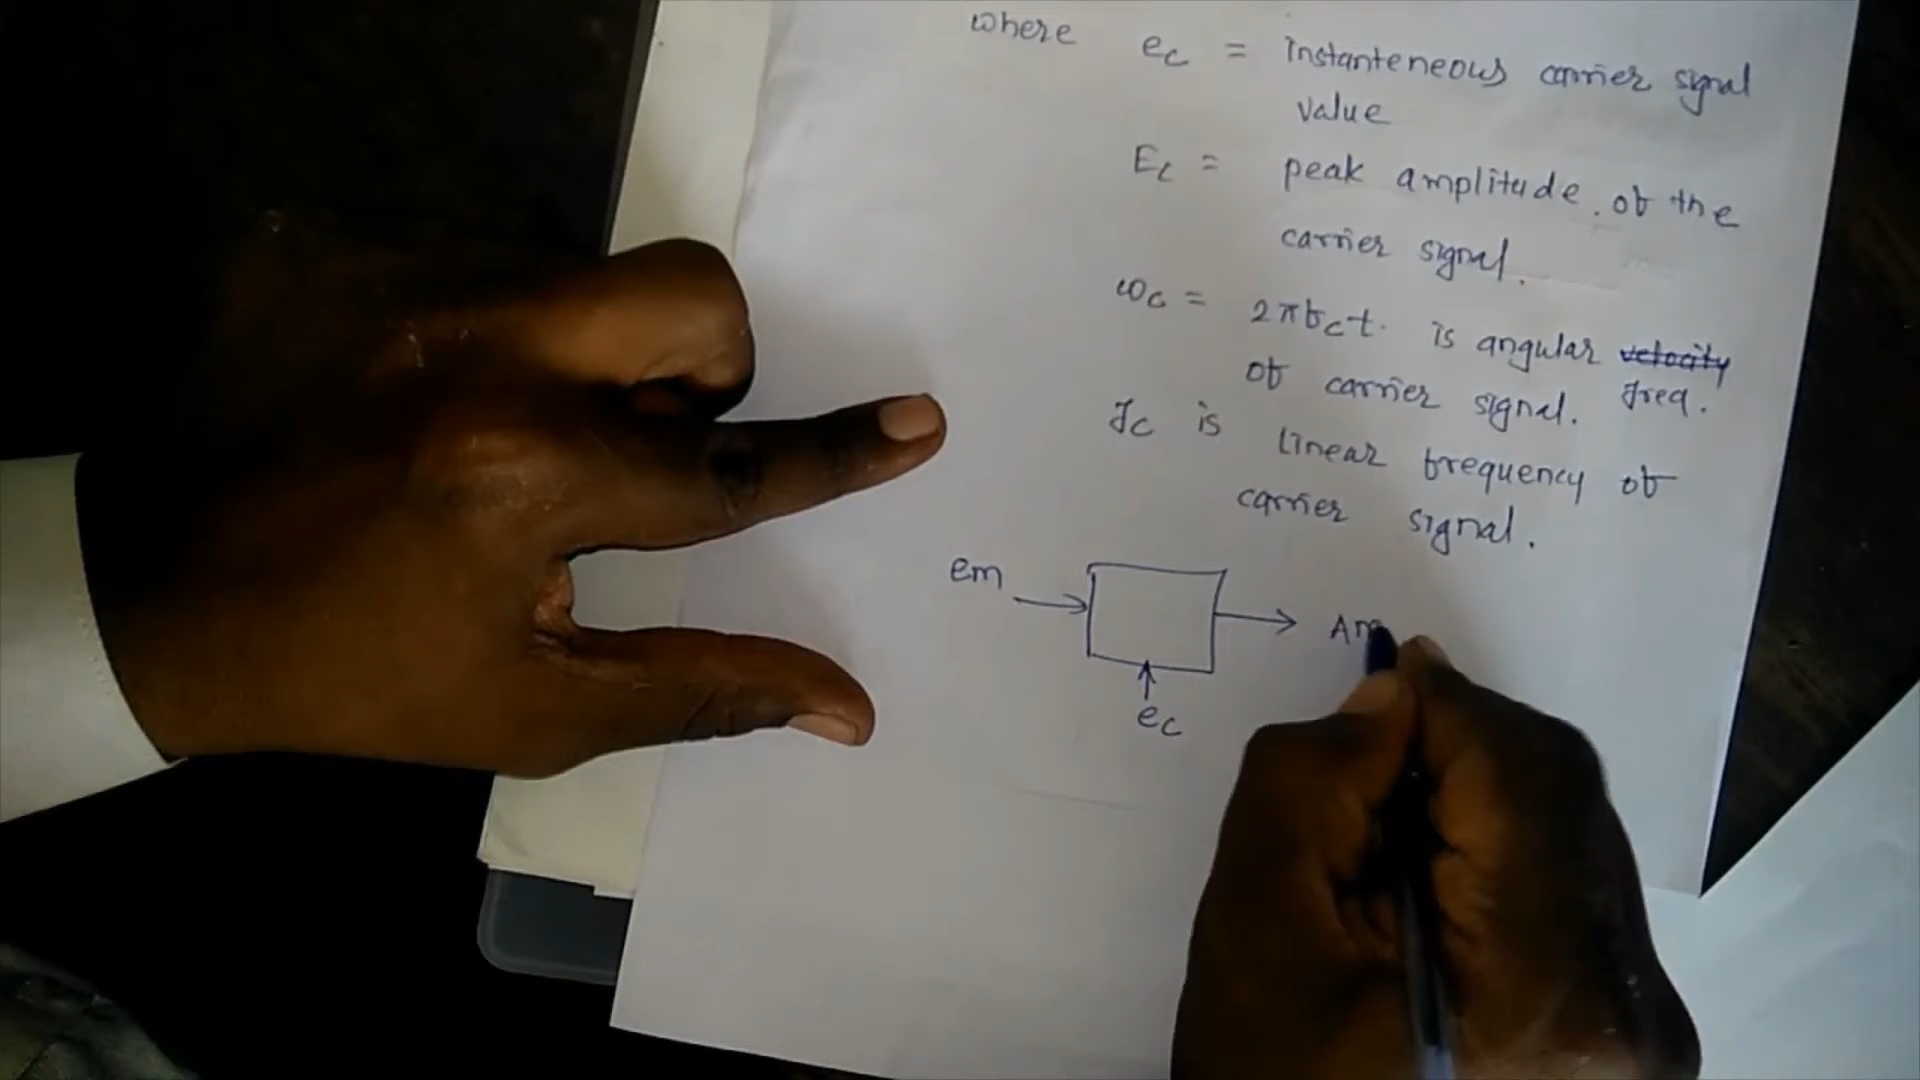 where ec = instanteneous carrier signal
value
Ec = peak amplitude of the
carrier signal.
ωc = 2πfct. is angular velocity
of carrier signal. freq.
fc is linear frequency of
carrier signal.
em
Am
ec